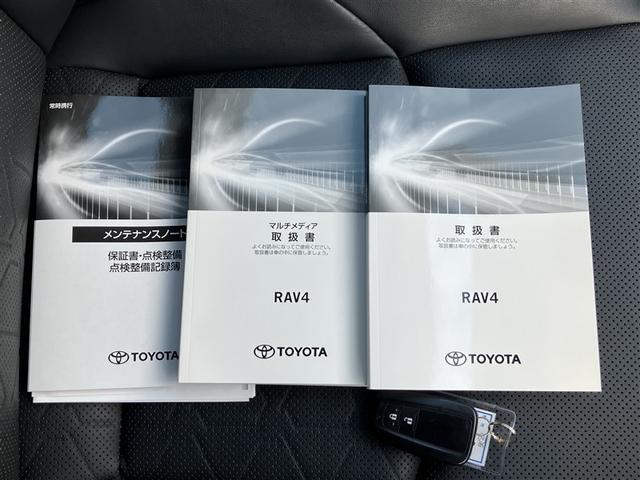 常時携行
メンテナンスノート
保証書・点検整備
点検整備記録簿
TOYOTA
マルチメディア
取扱書
よくお読みになってご使用ください。
取扱書は車の中に保管しましょう。
RAV4
TOYOTA
取扱書
よくお読みになってご使用ください。
取扱書は車の中に保管しましょう。
RAV4
TOYOTA